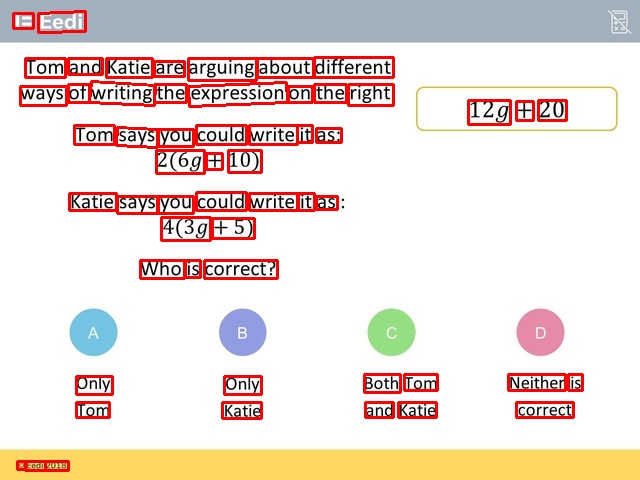 Eedi
Tom and Katie are arguing about different
ways of writing the expression on the right
12g + 20
Tom says you could write it as:
2(6g + 10)
Katie says you could write it as :
4(3g + 5)
Who is correct?
A
B
C
D
Only
Tom
Only
Katie
Both Tom
and Katie
Neither is
correct
© Eedi 2018